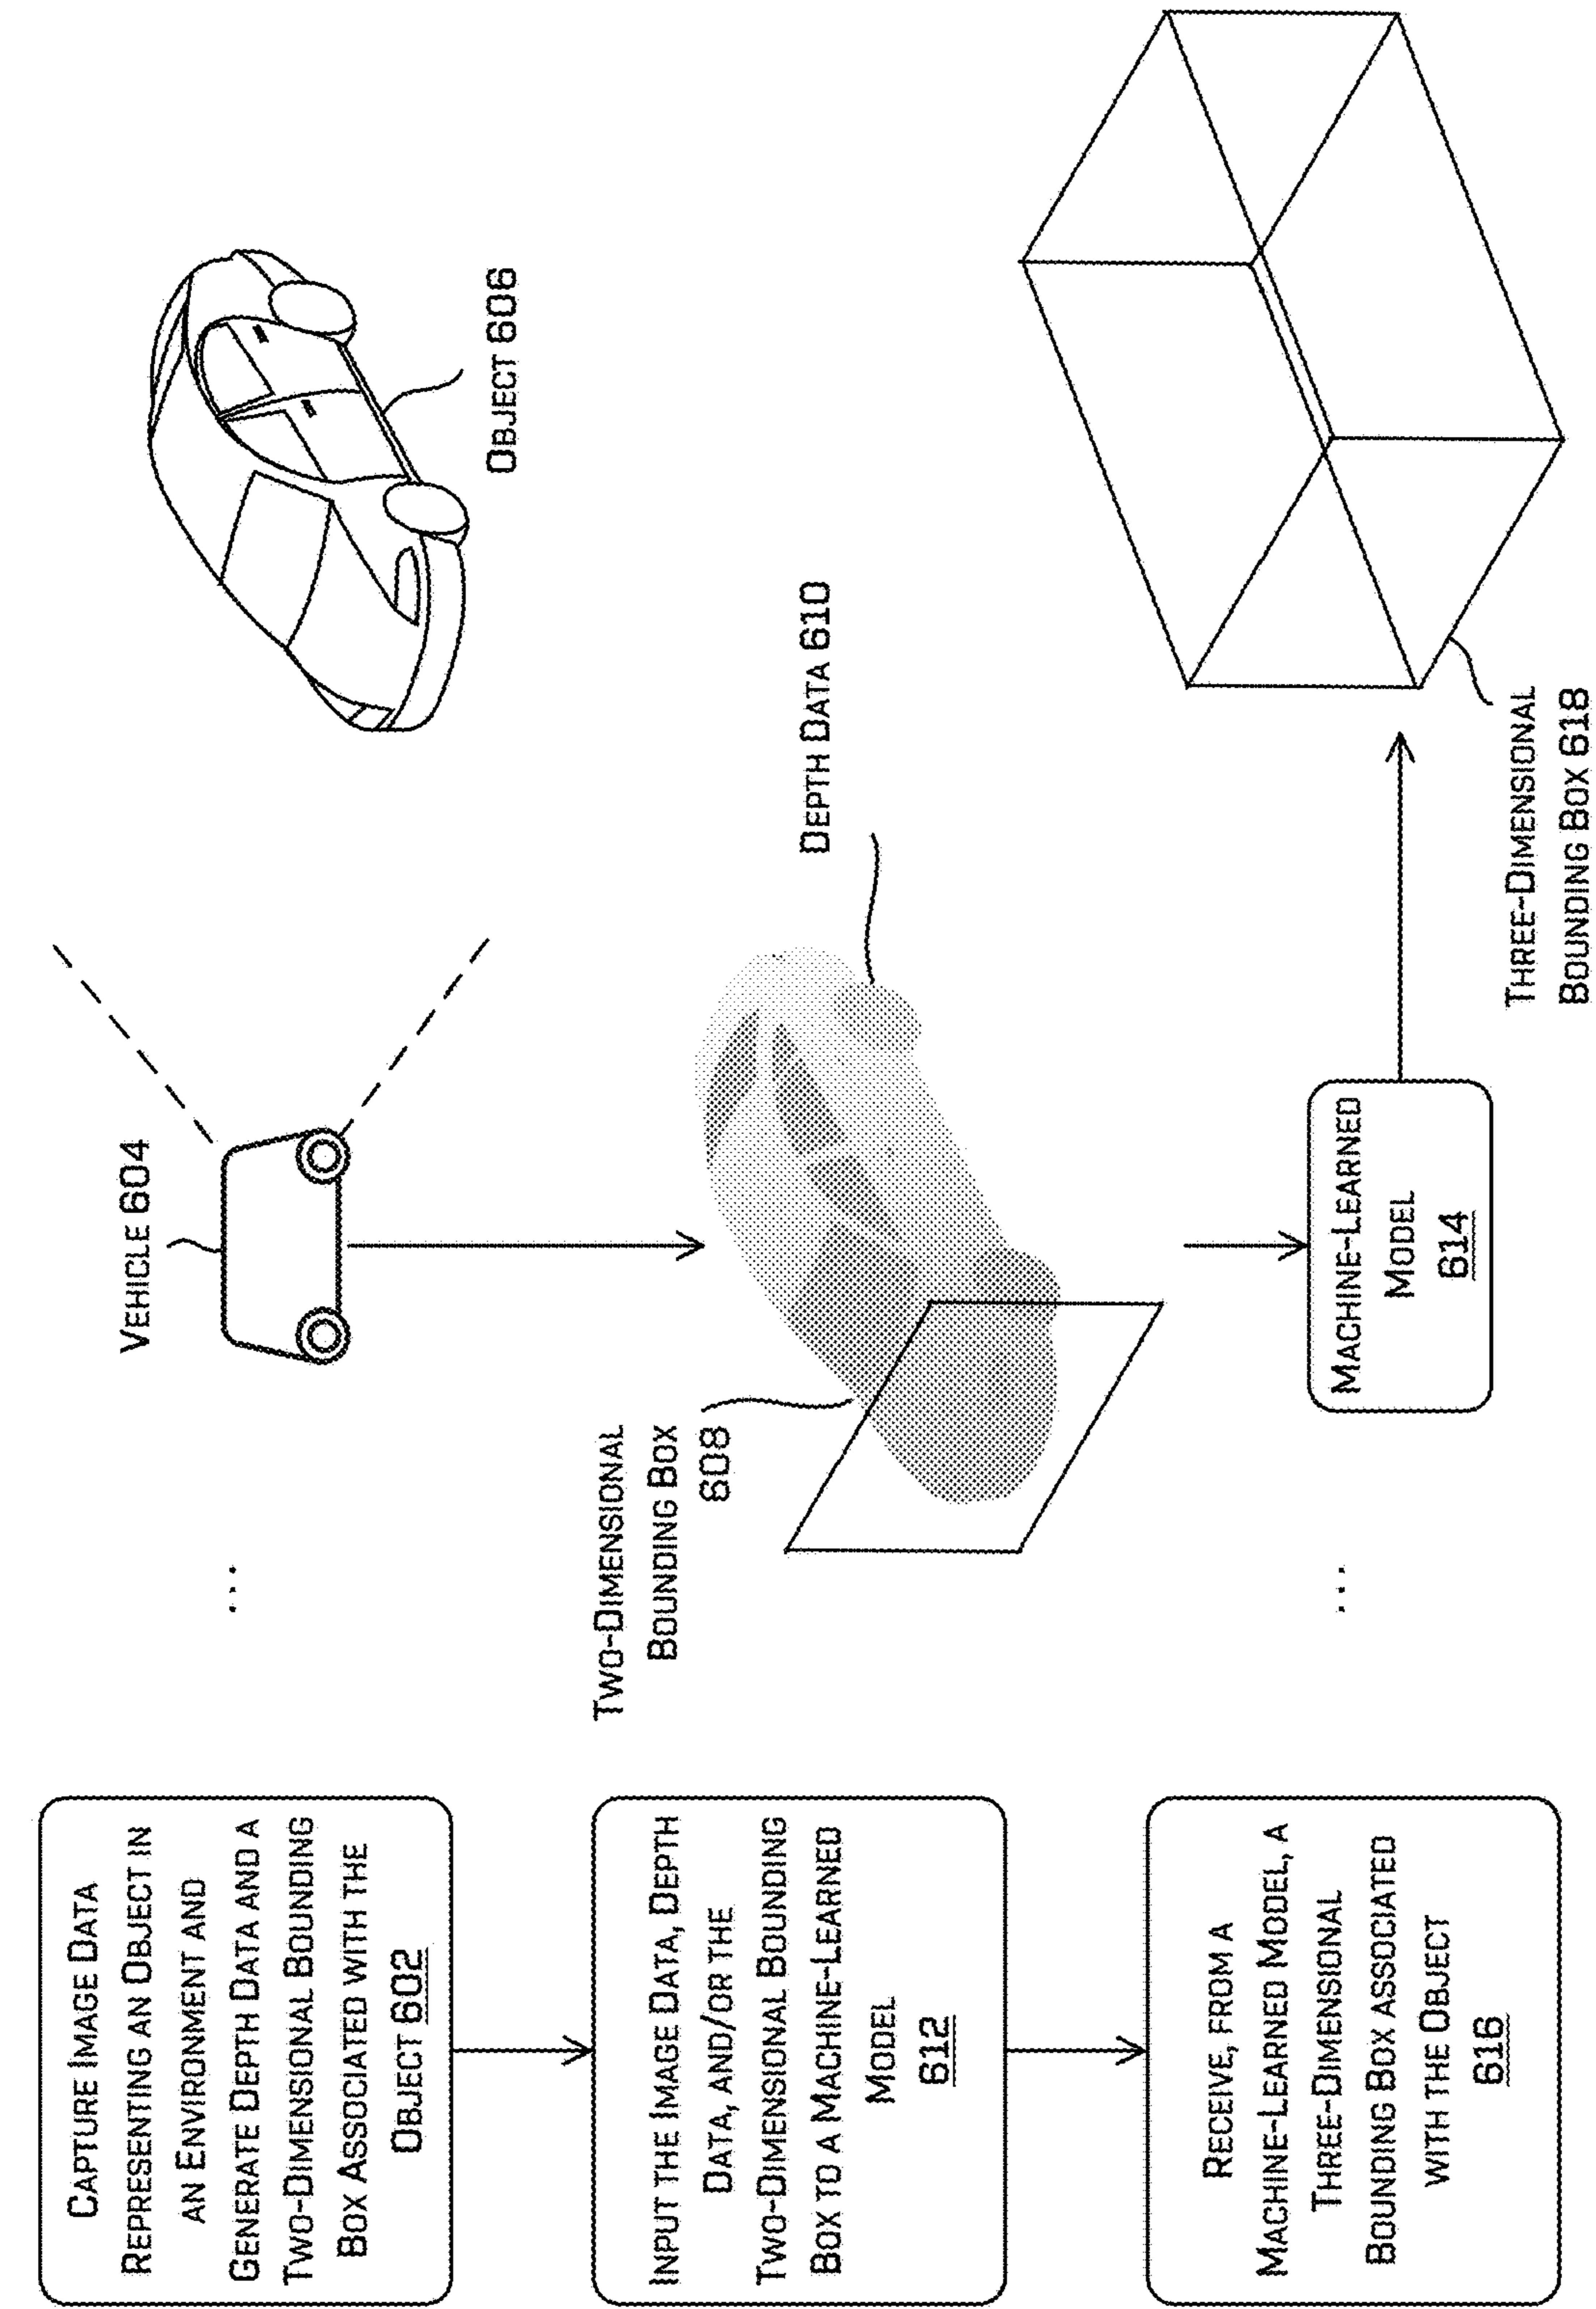 CAPTURE IMAGE DATA
REPRESENTING AN OBJECT IN
AN ENVIRONMENT AND
GENERATE DEPTH DATA AND A
TWO-DIMENSIONAL BOUNDING
BOX ASSOCIATED WITH THE
OBJECT 602
...
VEHICLE 604
OBJECT 606
INPUT THE IMAGE DATA, DEPTH
DATA, AND/OR THE
TWO-DIMENSIONAL BOUNDING
BOX TO A MACHINE-LEARNED
MODEL
612
TWO-DIMENSIONAL
BOUNDING BOX
608
DEPTH DATA 610
RECEIVE, FROM A
MACHINE-LEARNED MODEL, A
THREE-DIMENSIONAL
BOUNDING BOX ASSOCIATED
WITH THE OBJECT
616
...
MACHINE-LEARNED
MODEL
614
THREE-DIMENSIONAL
BOUNDING BOX 618